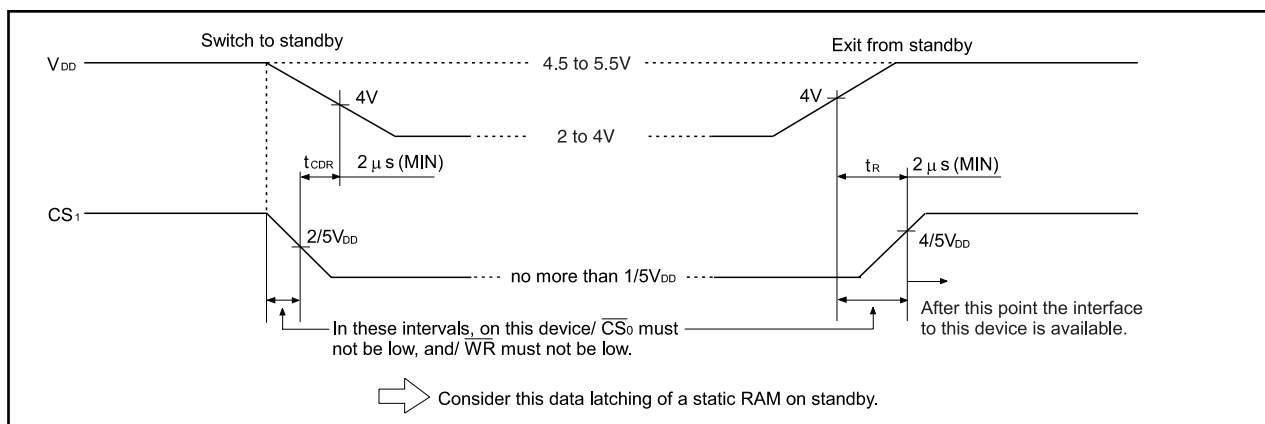 Switch to standby
Exit from standby
VDD
4.5 to 5.5V
4V
4V
2 to 4V
tCDR
2 μs (MIN)
tR
2 μs (MIN)
CS1
2/5VDD
4/5VDD
no more than 1/5VDD
In these intervals, on this device/ C̅S̅0 must
not be low, and/ W̅R̅ must not be low.
After this point the interface
to this device is available.
Consider this data latching of a static RAM on standby.